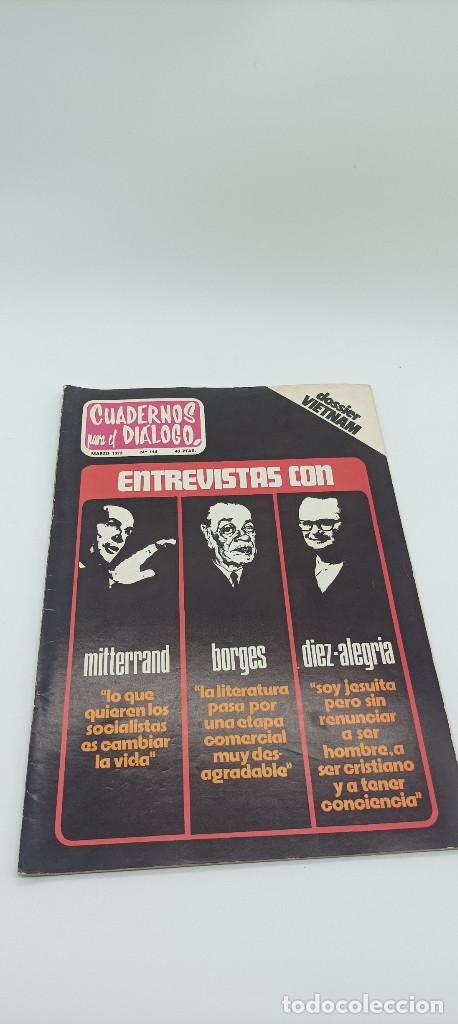 CUADERNOS
para el DIALOGO.
MARZO 1973 Nº 114 40 PTAS.
dossier
VIETNAM
ENTREVISTAS CON
mitterrand
"lo que
quieren los
socialistas
es cambiar
la vida"
borges
"la literatura
pasa por
una etapa
comercial
muy des-
agradable"
diez-alegria
"soy jesuita
pero sin
renunciar
a ser
hombre, a
ser cristiano
y a tener
conciencia"
todocoleccion